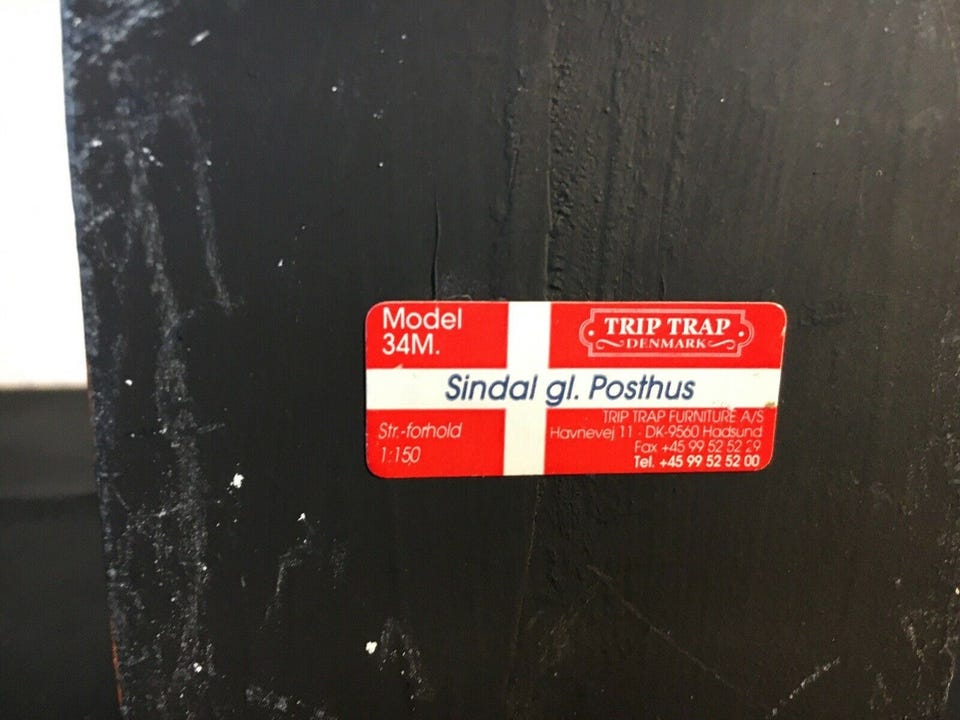 Model
34M.
TRIP TRAP
DENMARK
Sindal gl. Posthus
Str.-forhold
1:150
TRIP TRAP FURNITURE A/S
Havnevej 11 - DK-9560 Hadsund
Fax +45 99 52 52 29
Tel. +45 99 52 52 00